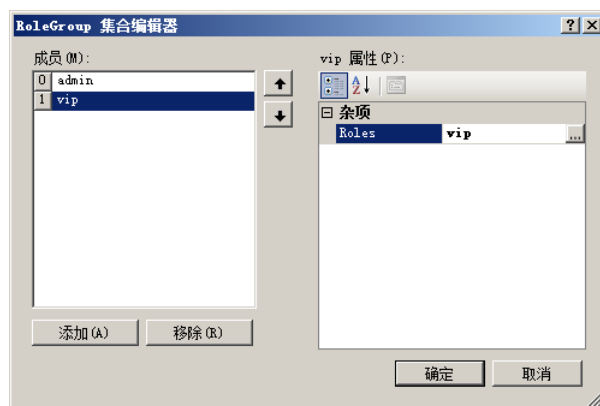 RoleGroup 集合编辑器
成员(M):
0 admin
1 vip
添加(A)
移除(R)
vip 属性(P):
杂项
Roles vip ...
确定
取消